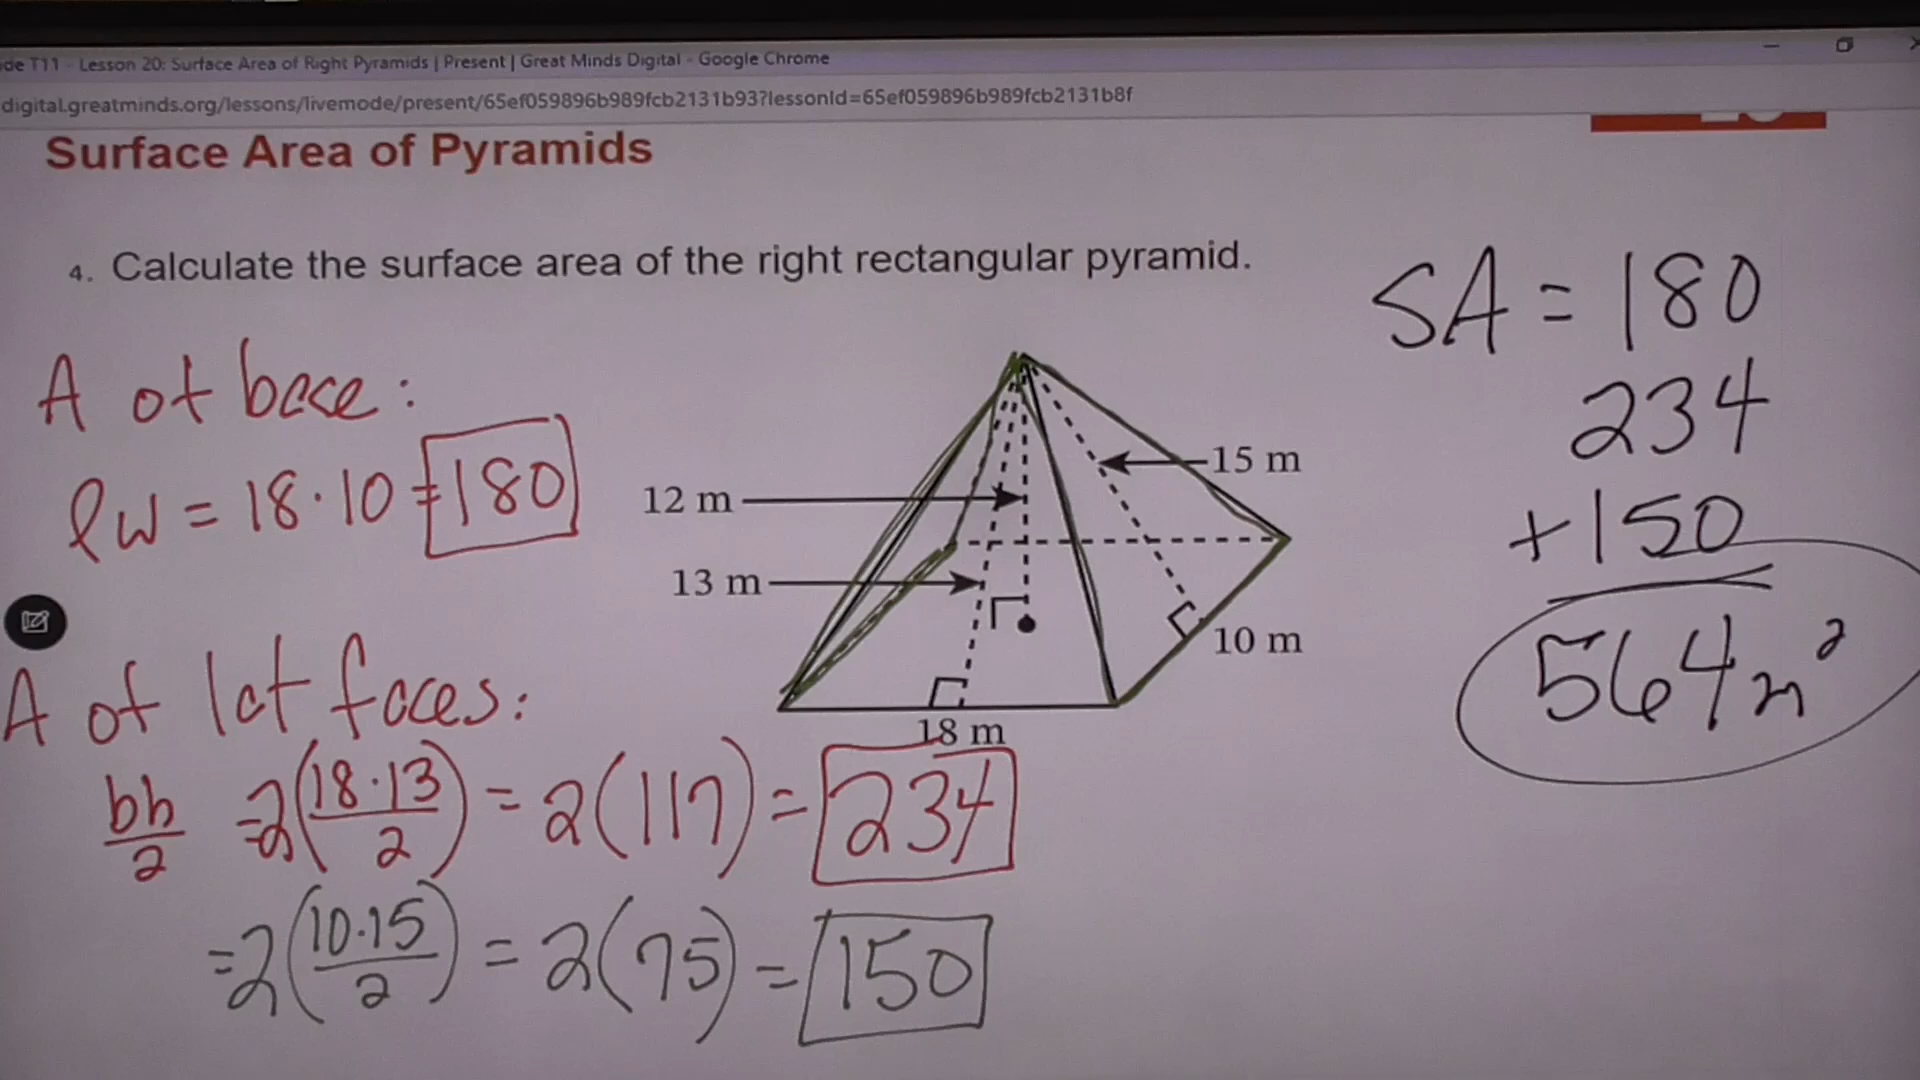 de T11 - Lesson 20: Surface Area of Right Pyramids | Present | Great Minds Digital - Google Chrome
digital.greatminds.org/lessons/livemode/present/65ef059896b989fcb2131b93?lessonId=65ef059896b989fcb2131b8f
Surface Area of Pyramids
4. Calculate the surface area of the right rectangular pyramid.
A of base:
lw = 18·10 = 180
12 m
13 m
15 m
10 m
18 m
A of lat faces:
bh/2 = 2(18·13/2) = 2(117) = 234
= 2(10·15/2) = 2(75) = 150
SA = 180
234
+150
564 m²